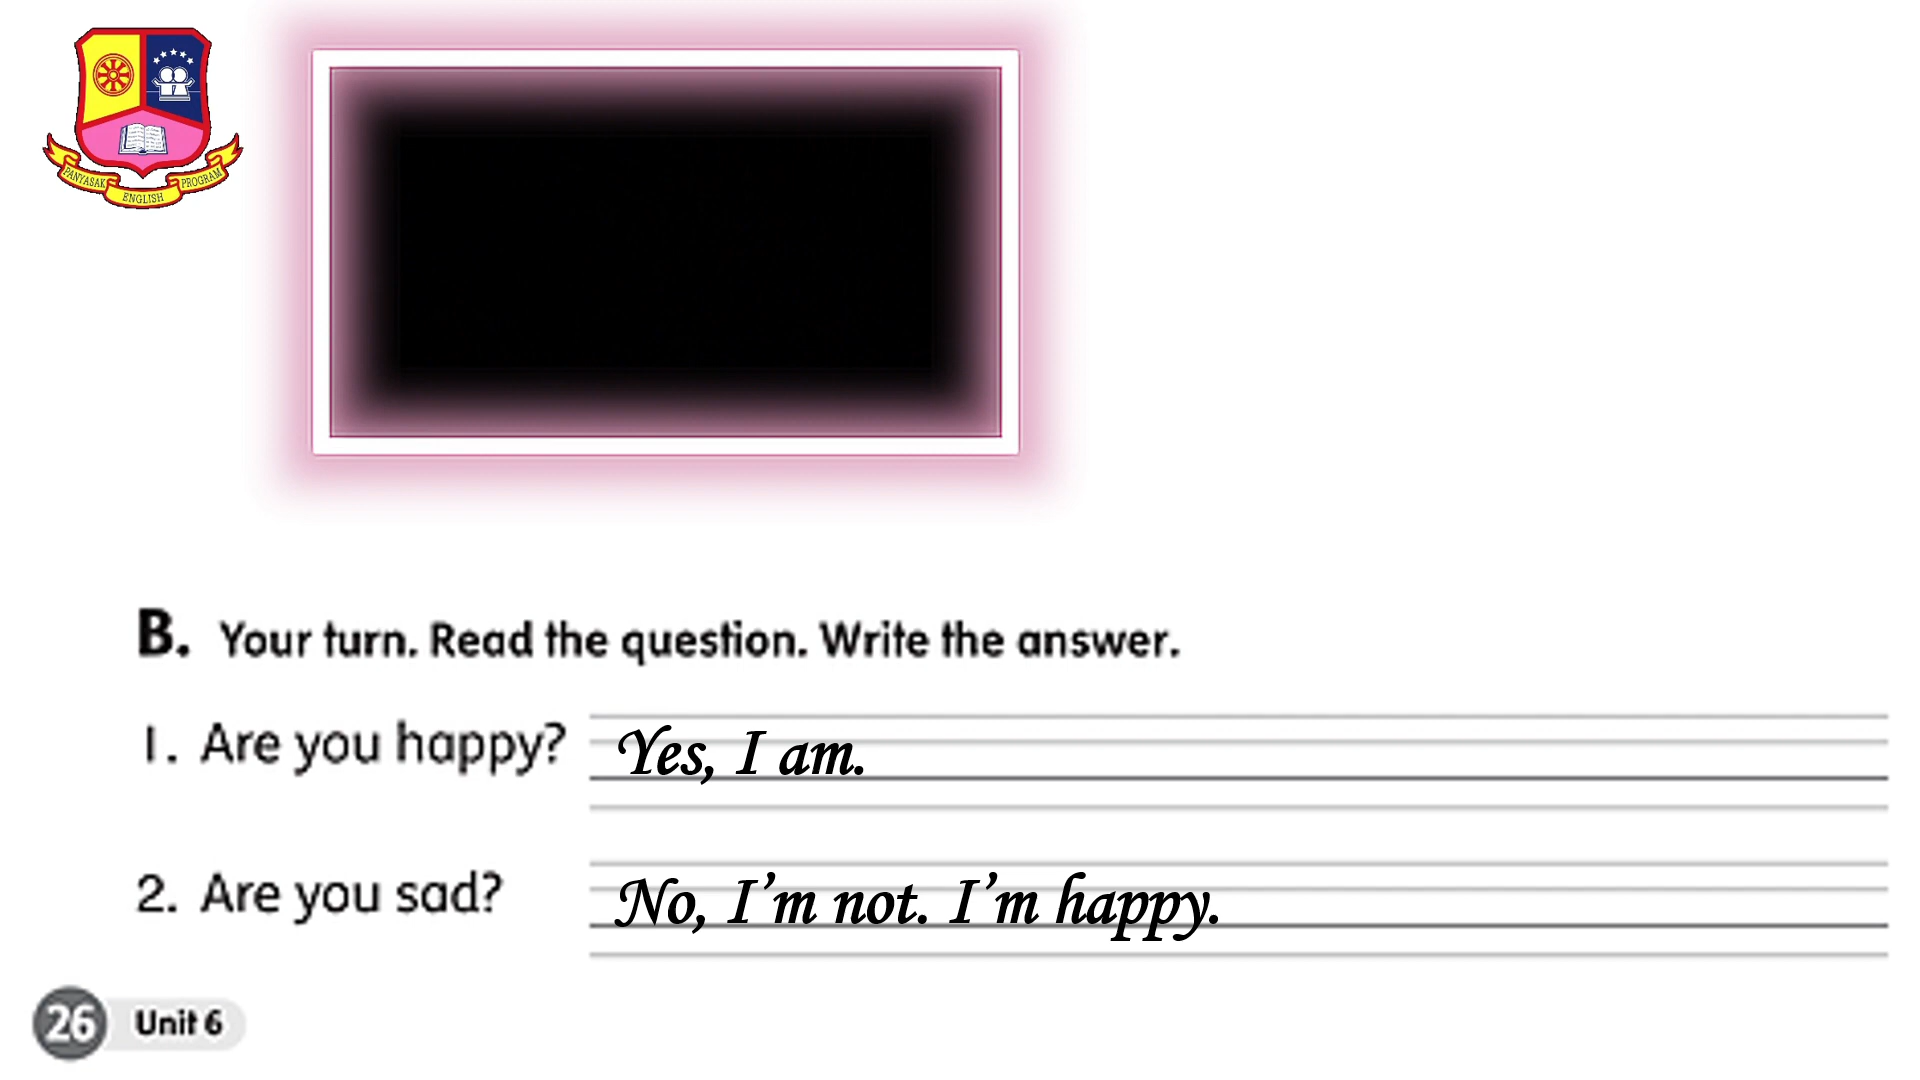 PANYASAK ENGLISH PROGRAM
B. Your turn. Read the question. Write the answer.
1. Are you happy? Yes, I am.
2. Are you sad? No, I'm not. I'm happy.
26 Unit 6